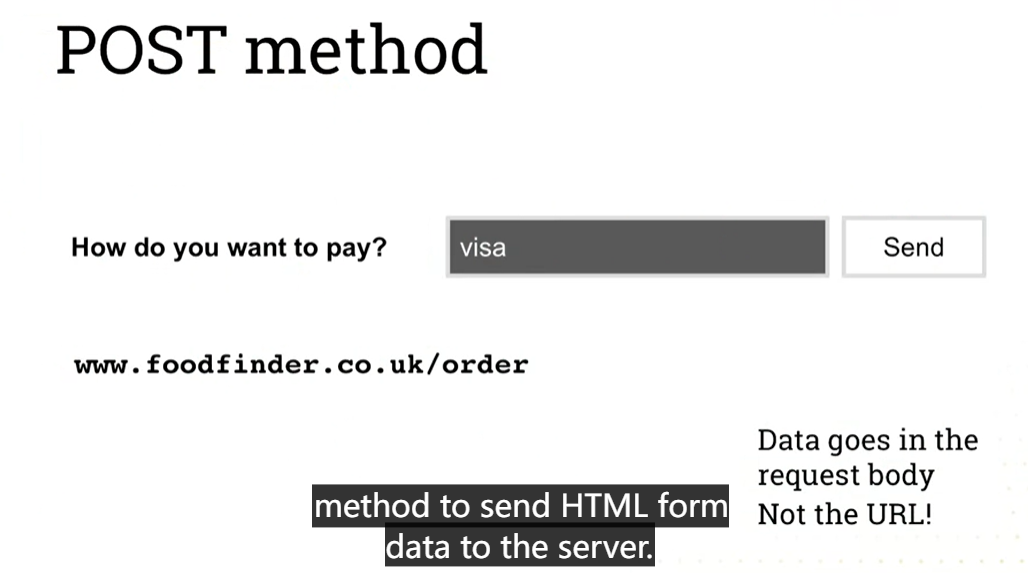 POST method
How do you want to pay?
visa
Send
www.foodfinder.co.uk/order
Data goes in the
request body
Not the URL!
method to send HTML form
data to the server.